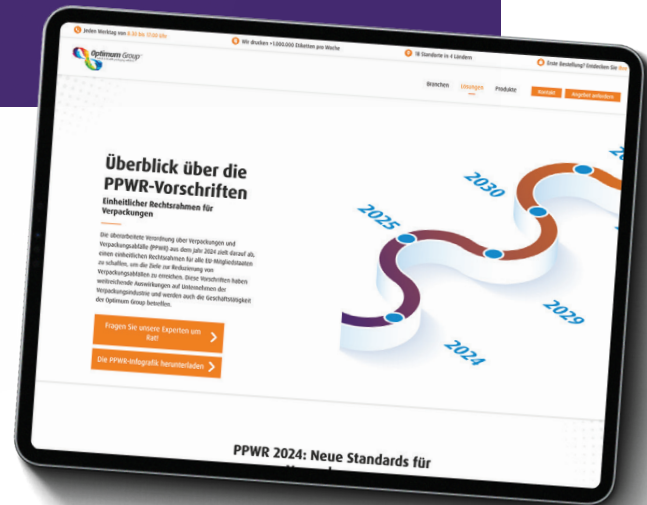 Jeden Werktag von 8.30 bis 17.00 Uhr
Wir drucken +1.000.000 Etiketten pro Woche
18 Standorte in 4 Ländern
Erste Bestellung? Entdecken Sie
Optimum Group
Branchen
Lösungen
Produkte
Kontakt
Angebot anfordern
Überblick über die
PPWR-Vorschriften
Einheitlicher Rechtsrahmen für
Verpackungen
Die überarbeitete Verordnung über Verpackungen und
Verpackungsabfälle (PPWR) aus dem Jahr 2024 zielt darauf ab,
einen einheitlichen Rechtsrahmen für alle EU-Mitgliedstaaten
zu schaffen, um die Ziele zur Reduzierung von
Verpackungsabfällen zu erreichen. Diese Vorschriften haben
weitreichende Auswirkungen auf Unternehmen der
Verpackungsindustrie und werden auch die Geschäftstätigkeit
der Optimum Group betreffen.
Fragen Sie unsere Experten um
Rat!
Die PPWR-Infografik herunterladen
2025
2030
2029
2024
PPWR 2024: Neue Standards für